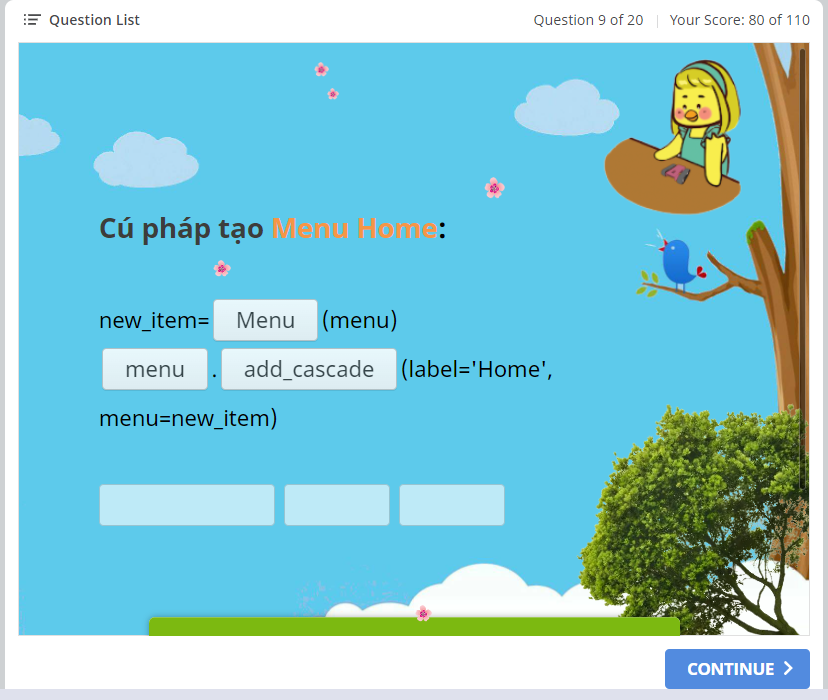 Question List
Question 9 of 20 | Your Score: 80 of 110
Cú pháp tạo Menu Home:
new_item= Menu (menu)
menu . add_cascade (label='Home',
menu=new_item)
CONTINUE